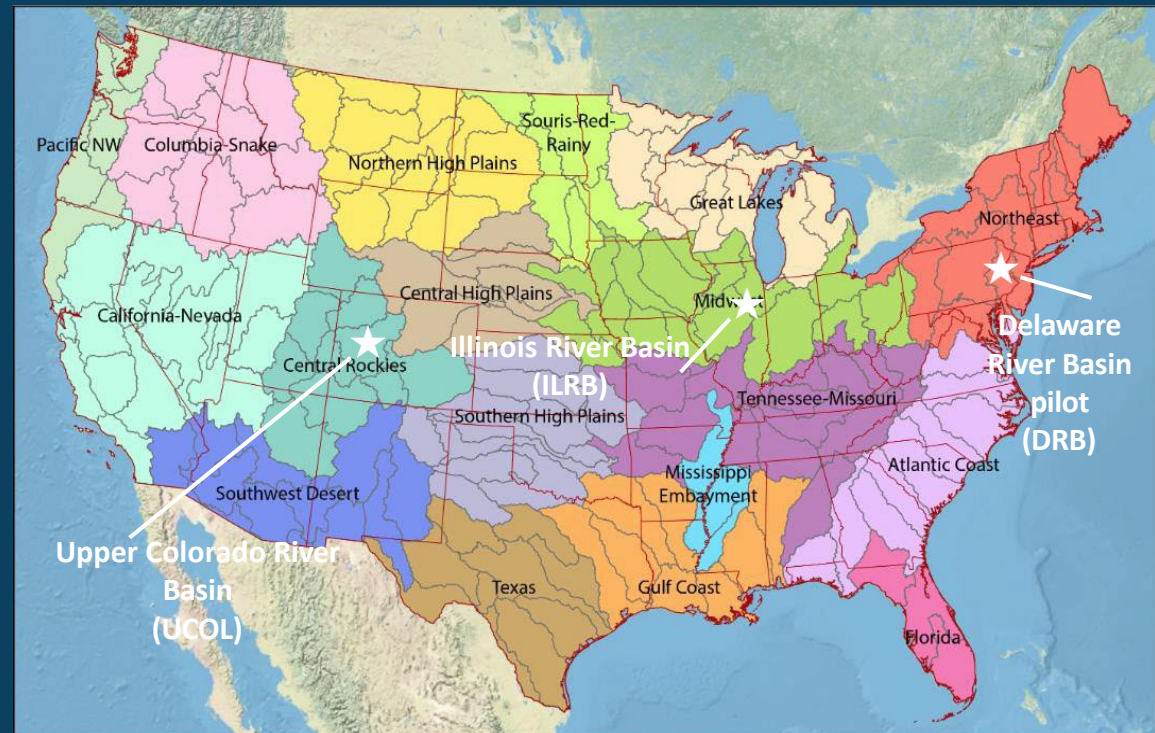 Pacific NW
Columbia-Snake
Northern High Plains
Souris-Red-
Rainy
Great Lakes
Northeast
California-Nevada
Central Rockies
Central High Plains
Midwest
Illinois River Basin
(ILRB)
Delaware
River Basin
pilot
(DRB)
Southern High Plains
Tennessee-Missouri
Atlantic Coast
Mississippi
Embayment
Southwest Desert
Upper Colorado River
Basin
(UCOL)
Texas
Gulf Coast
Florida